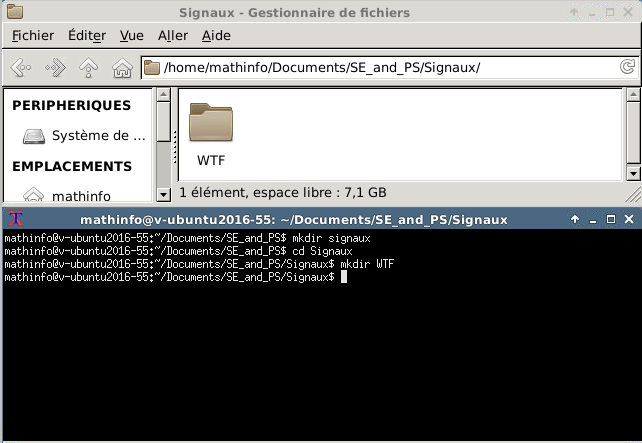 Signaux - Gestionnaire de fichiers
Fichier Éditer Vue Aller Aide
/home/mathinfo/Documents/SE_and_PS/Signaux/
PERIPHERIQUES
Système de ...
EMPLACEMENTS
mathinfo
WTF
1 élément, espace libre : 7,1 GB
mathinfo@v-ubuntu2016-55: ~/Documents/SE_and_PS/Signaux
mathinfo@v-ubuntu2016-55:~/Documents/SE_and_PS$ mkdir signaux
mathinfo@v-ubuntu2016-55:~/Documents/SE_and_PS$ cd Signaux
mathinfo@v-ubuntu2016-55:~/Documents/SE_and_PS/Signaux$ mkdir WTF
mathinfo@v-ubuntu2016-55:~/Documents/SE_and_PS/Signaux$